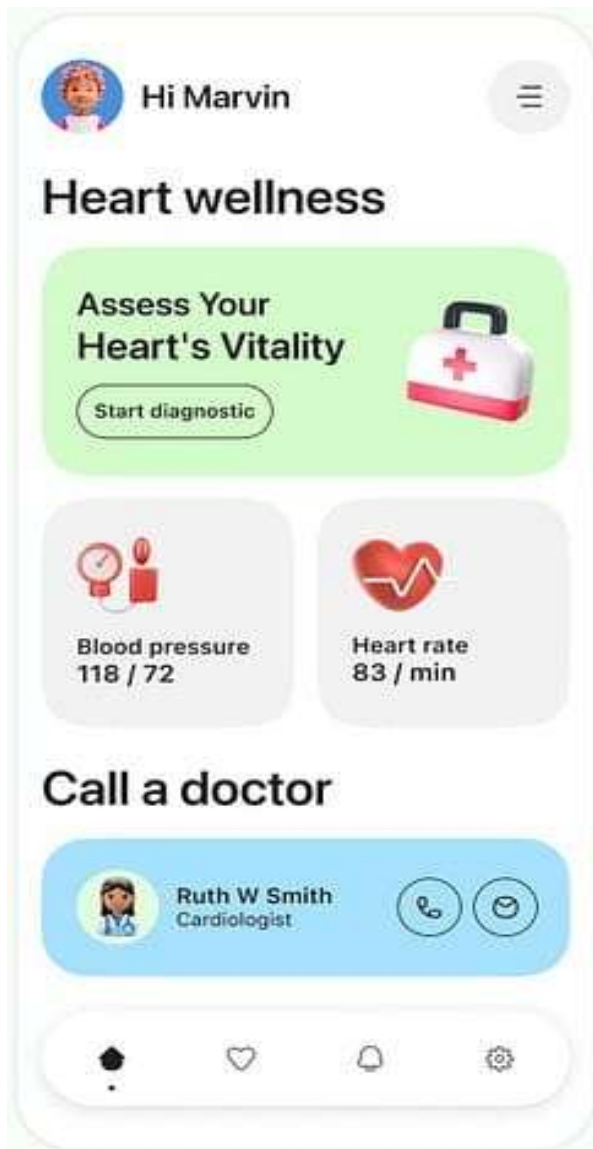 Hi Marvin
Heart wellness
Assess Your
Heart's Vitality
Start diagnostic
Blood pressure
118 / 72
Heart rate
83 / min
Call a doctor
Ruth W Smith
Cardiologist